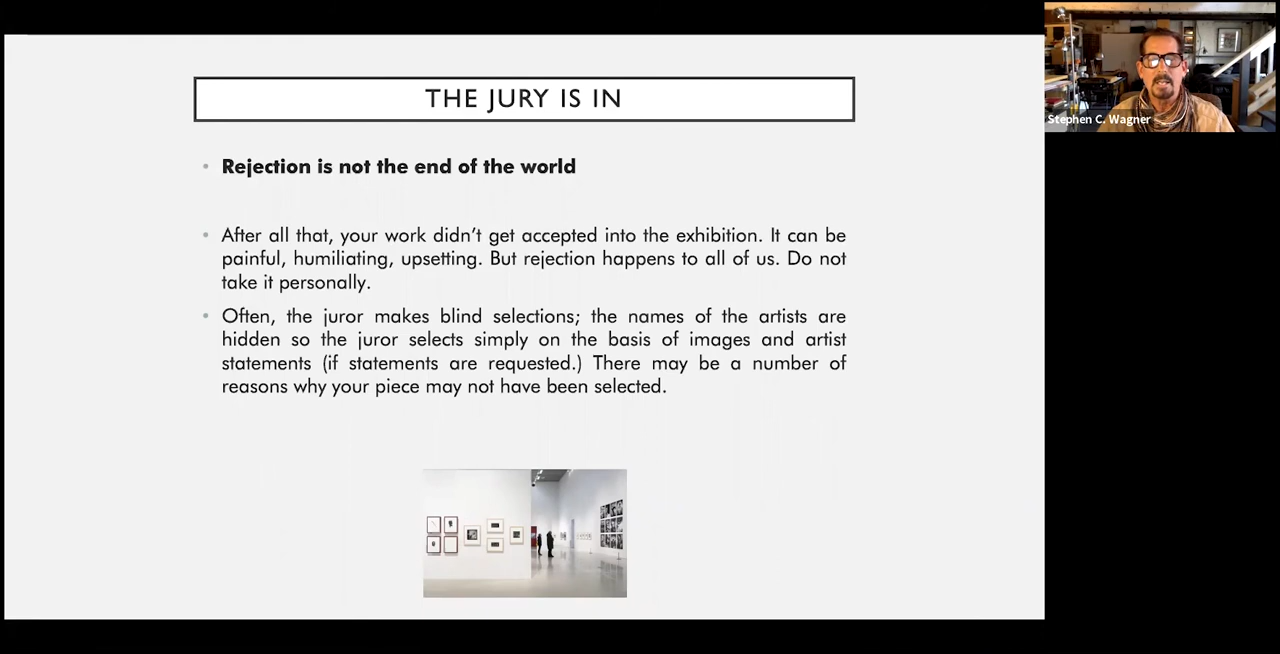 THE JURY IS IN
Stephen C. Wagner
• Rejection is not the end of the world
• After all that, your work didn't get accepted into the exhibition. It can be
painful, humiliating, upsetting. But rejection happens to all of us. Do not
take it personally.
• Often, the juror makes blind selections; the names of the artists are
hidden so the juror selects simply on the basis of images and artist
statements (if statements are requested.) There may be a number of
reasons why your piece may not have been selected.